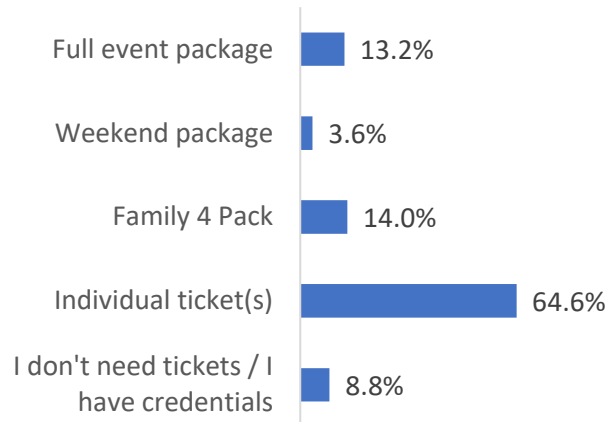 Full event package 13.2%
Weekend package 3.6%
Family 4 Pack 14.0%
Individual ticket(s) 64.6%
I don't need tickets / I
have credentials 8.8%